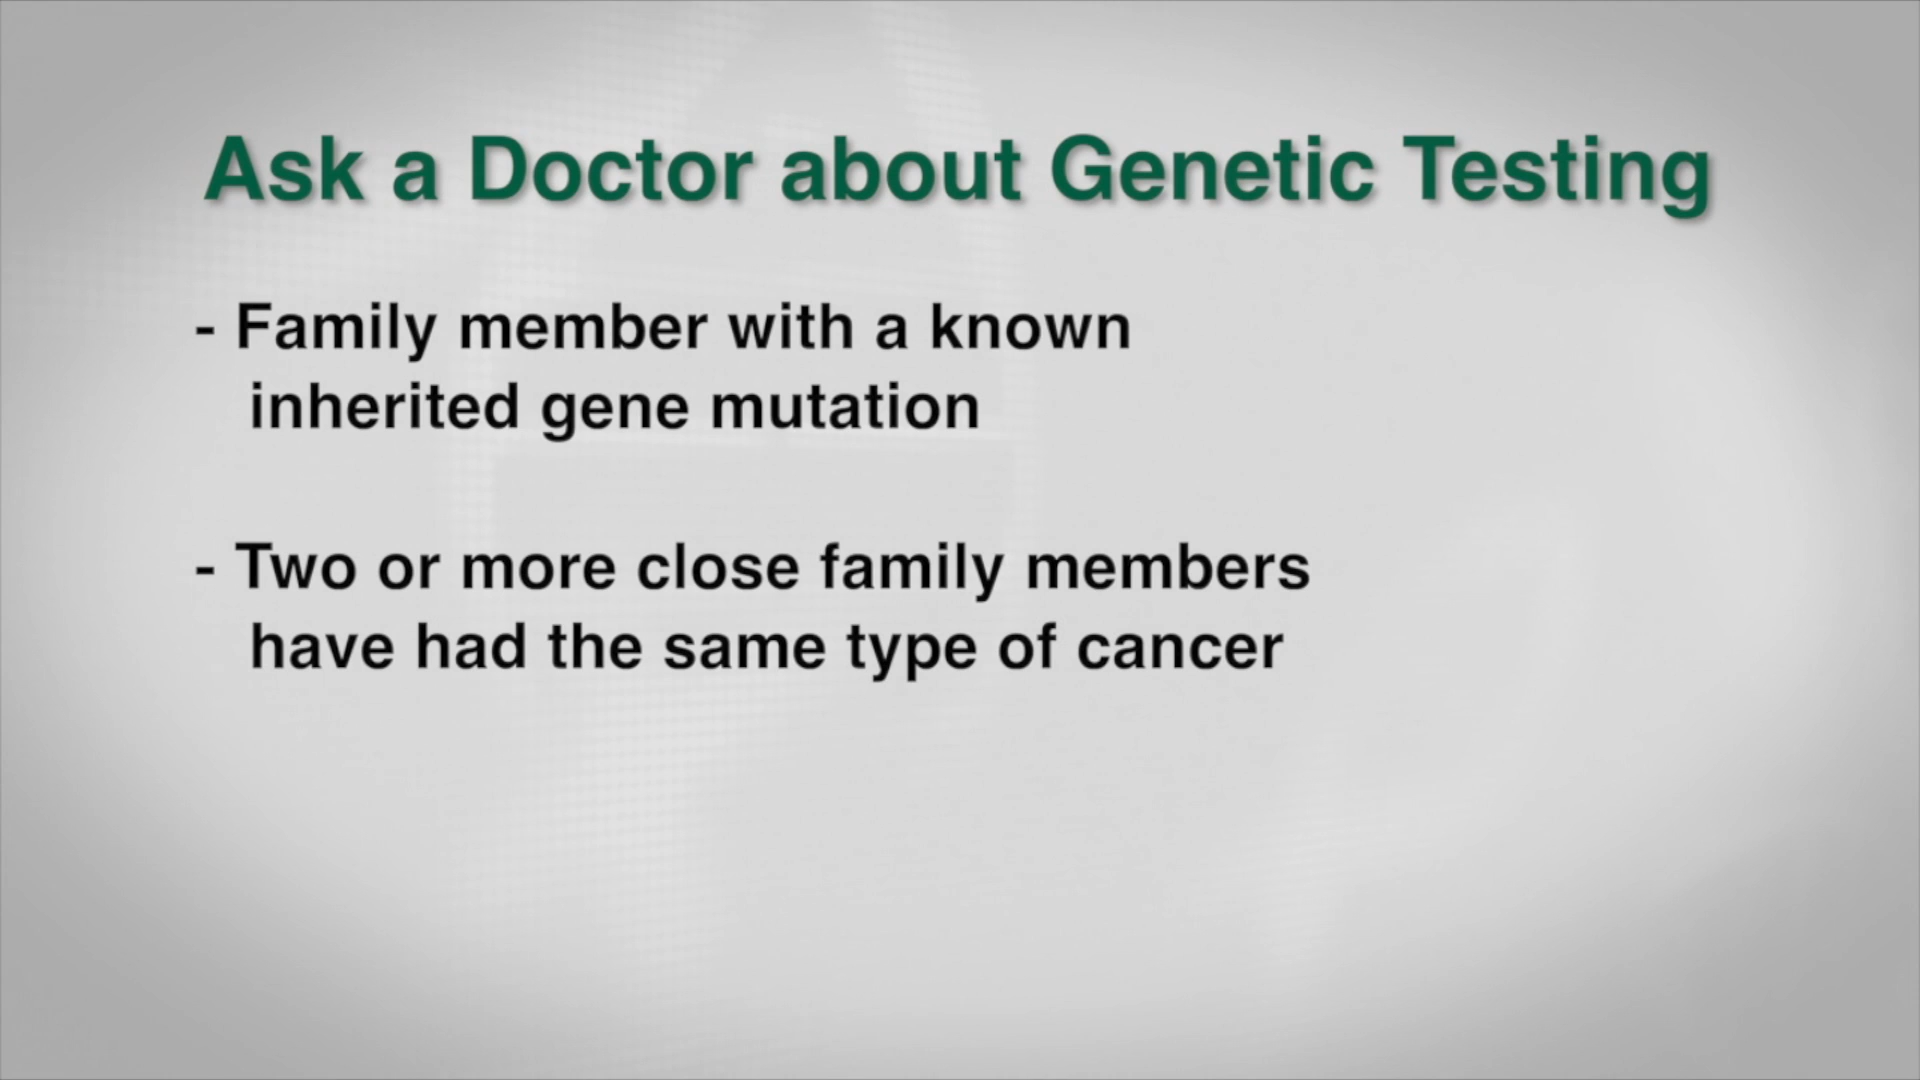 Ask a Doctor about Genetic Testing
- Family member with a known
inherited gene mutation
- Two or more close family members
have had the same type of cancer